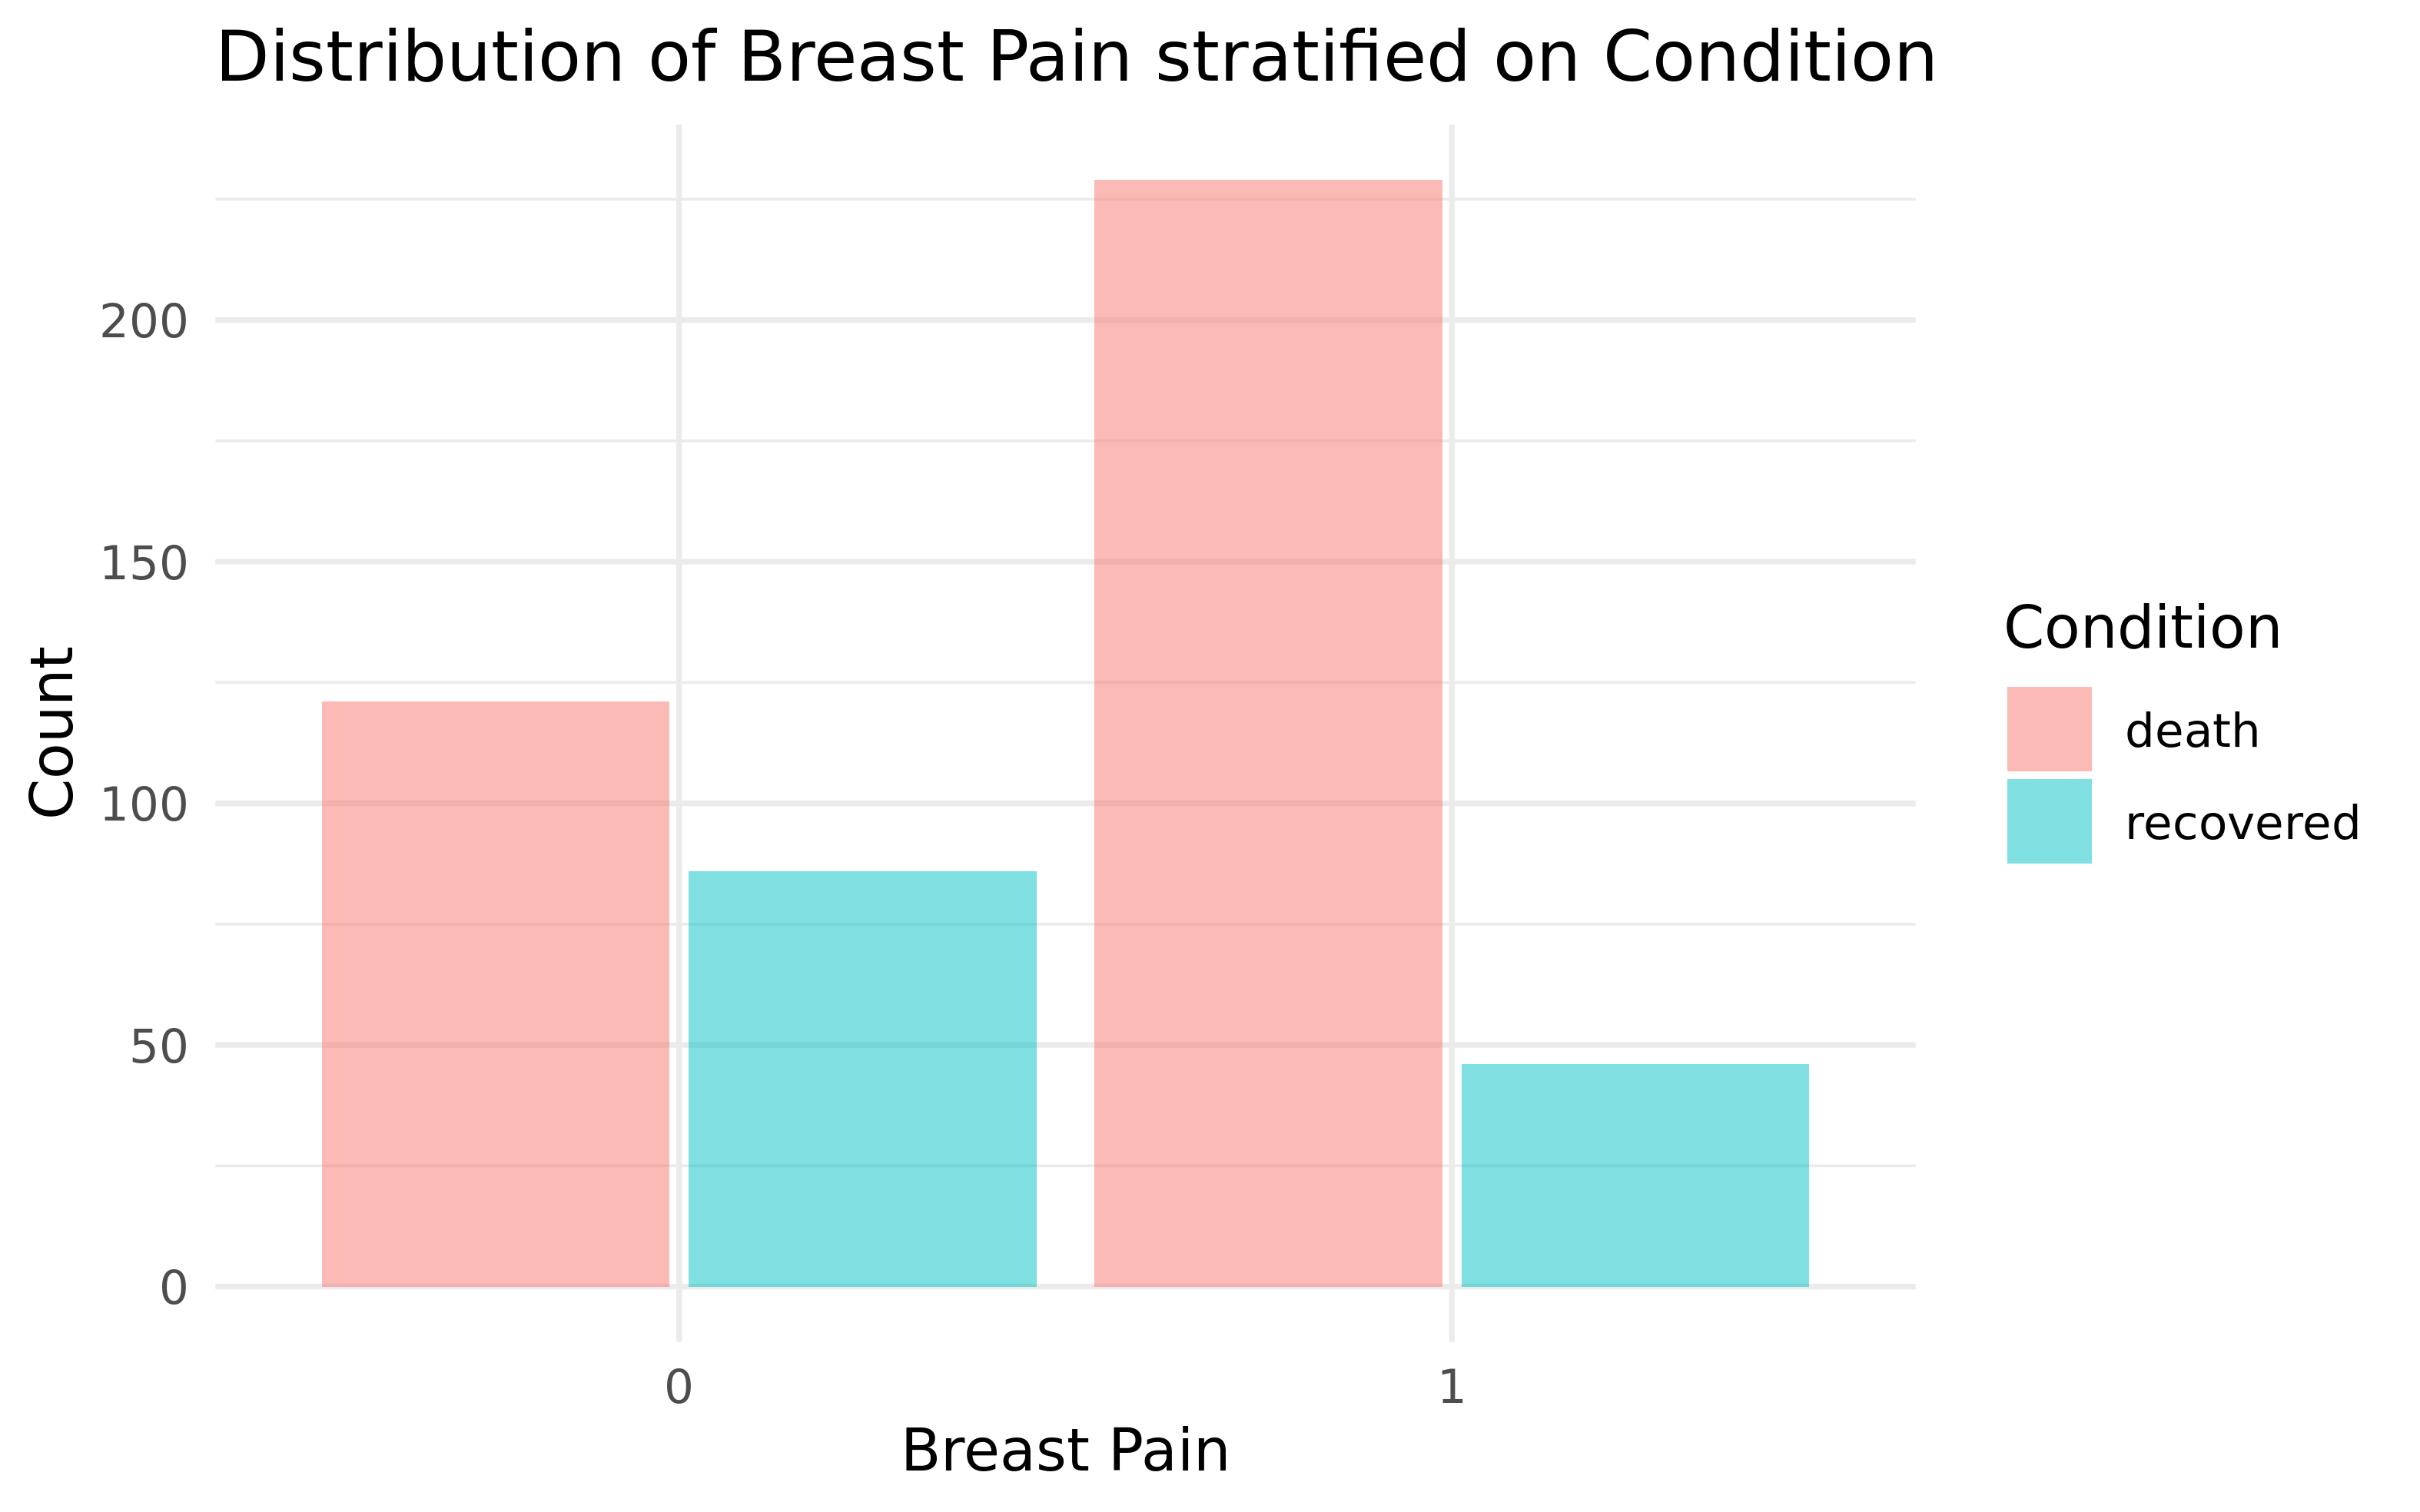 Distribution of Breast Pain stratified on Condition
200
150
100
50
0
Count
0
1
Breast Pain
Condition
death
recovered